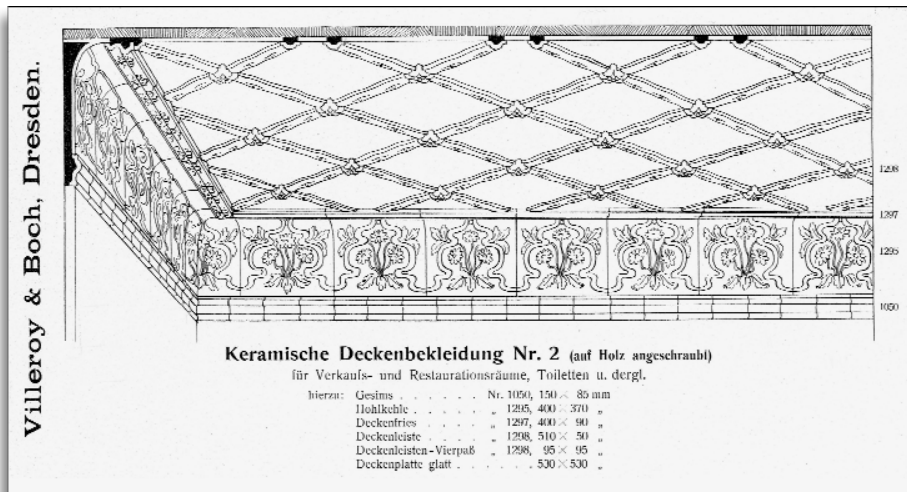 Villeroy & Boch, Dresden.
1298
1297
1295
1050
Keramische Deckenbekleidung Nr. 2 (auf Holz angeschraubt)
für Verkaufs- und Restaurationsräume, Toiletten u. dergl.
hierzu: Gesims . . . . . . Nr. 1050, 150 × 85 mm
Hohlkehle . . . . . „ 1295, 400 × 370 „
Deckenfries . . . . „ 1297, 400 × 90 „
Deckenleiste . . . . „ 1298, 510 × 50 „
Deckenleisten-Vierpaß „ 1298, 95 × 95 „
Deckenplatte glatt . . . . . . . 530 × 530 „